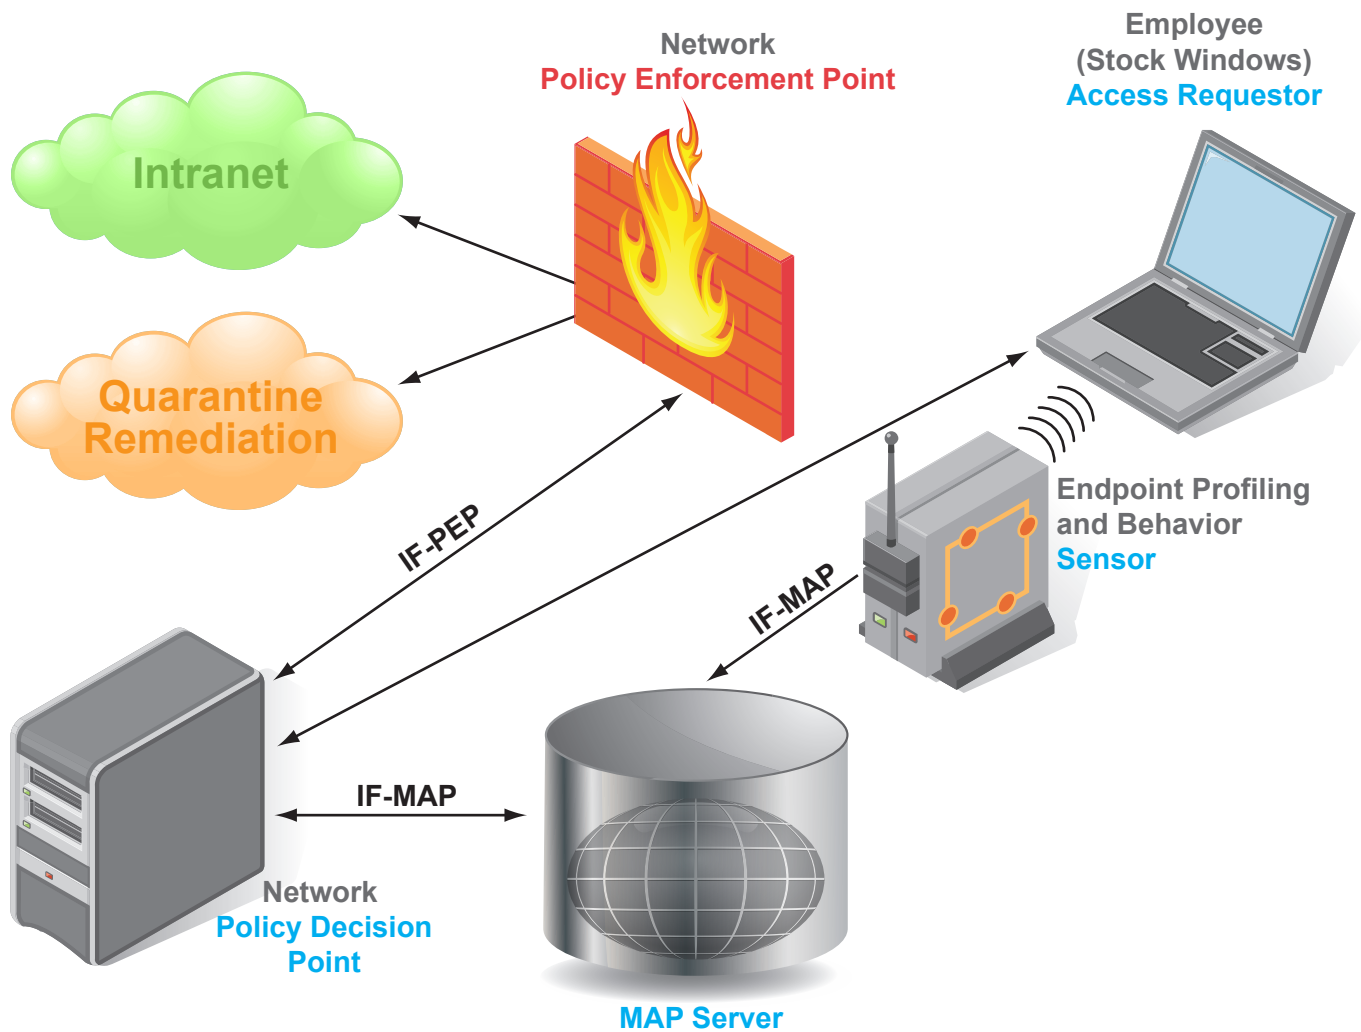 Employee
(Stock Windows)
Access Requestor
Network
Policy Enforcement Point
Intranet
Quarantine
Remediation
Endpoint Profiling
and Behavior
Sensor
IF-PEP
IF-MAP
IF-MAP
Network
Policy Decision
Point
MAP Server